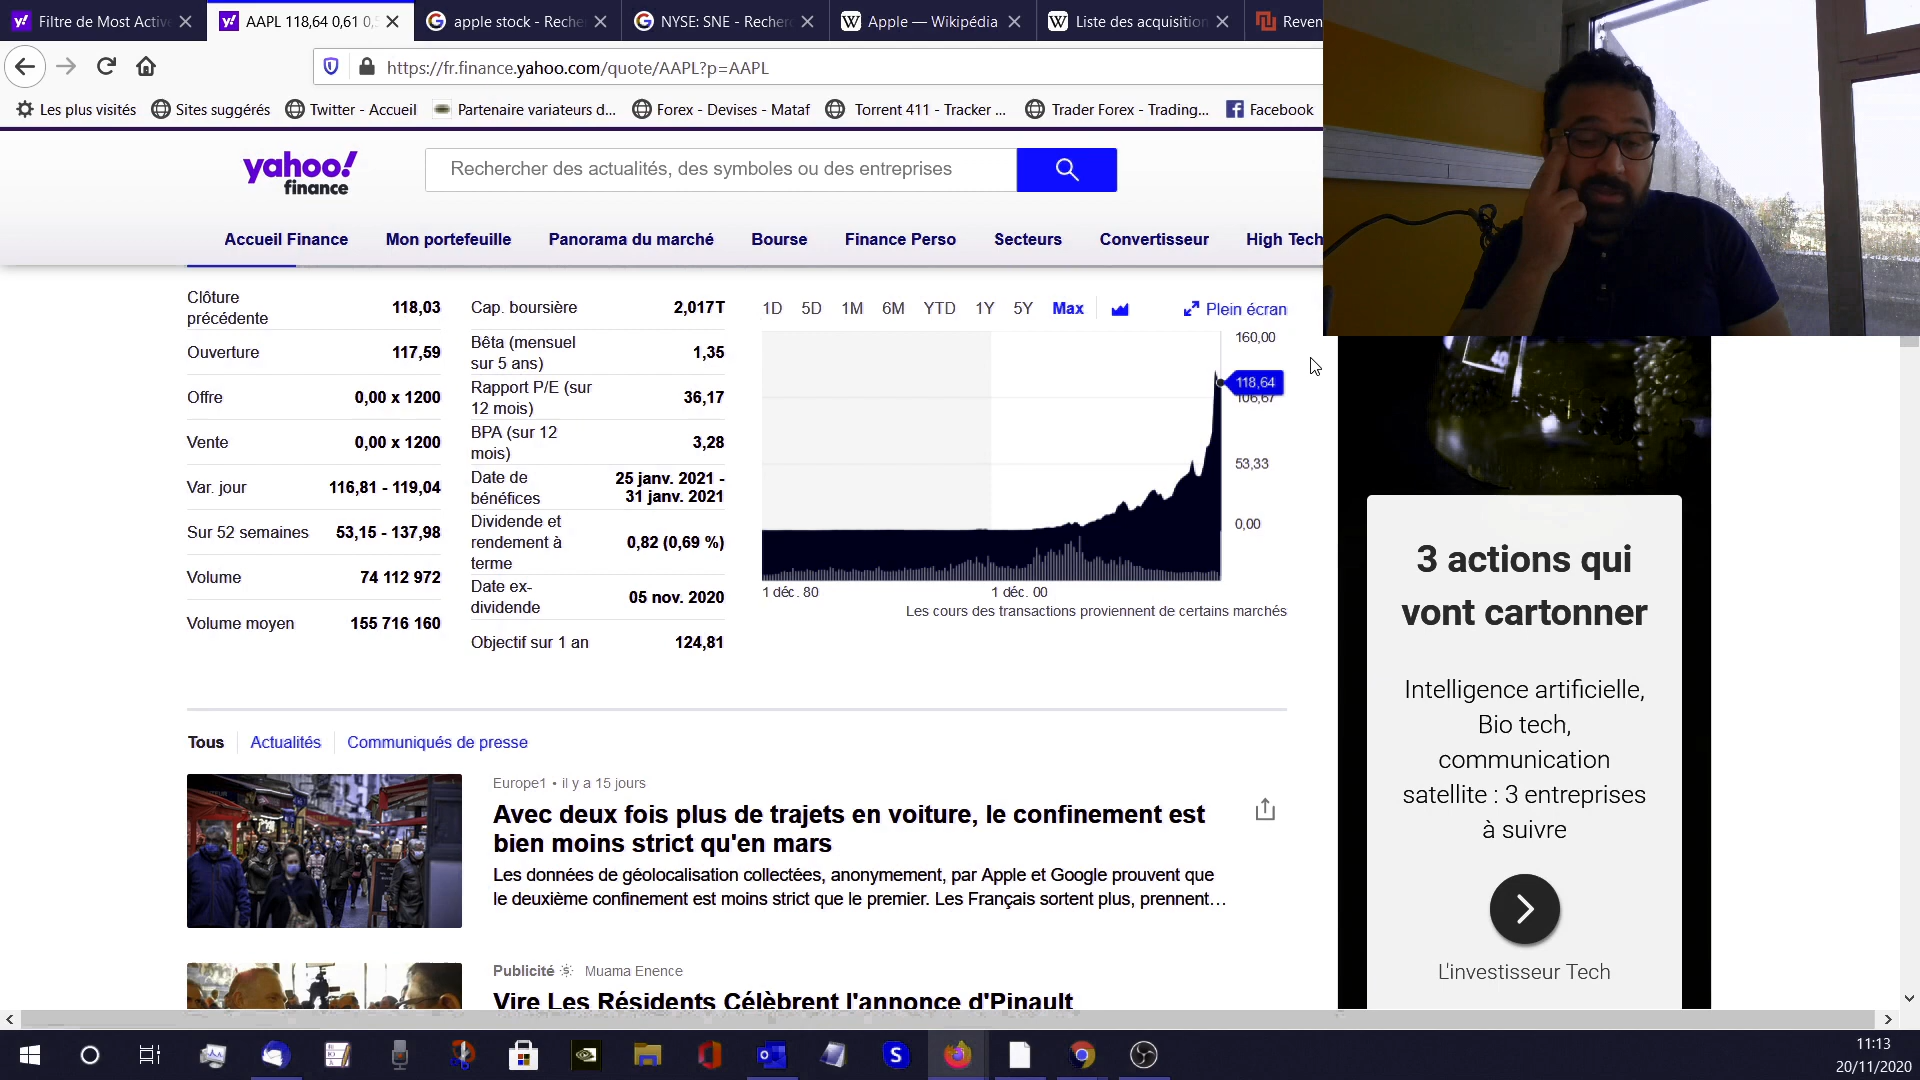 Filtre de Most Active
AAPL 118,64 0,61 0,5
apple stock - Reche
NYSE: SNE - Recher
Apple — Wikipédia
Liste des acquisition
Reven
https://fr.finance.yahoo.com/quote/AAPL?p=AAPL
Les plus visités
Sites suggérés
Twitter - Accueil
Partenaire variateurs d...
Forex - Devises - Mataf
Torrent 411 - Tracker ...
Trader Forex - Trading...
Facebook
yahoo!
finance
Rechercher des actualités, des symboles ou des entreprises
Accueil Finance
Mon portefeuille
Panorama du marché
Bourse
Finance Perso
Secteurs
Convertisseur
High Tech
Clôture
précédente
118,03
Ouverture
117,59
Offre
0,00 x 1200
Vente
0,00 x 1200
Var. jour
116,81 - 119,04
Sur 52 semaines
53,15 - 137,98
Volume
74 112 972
Volume moyen
155 716 160
Cap. boursière
2,017T
Bêta (mensuel
sur 5 ans)
1,35
Rapport P/E (sur
12 mois)
36,17
BPA (sur 12
mois)
3,28
Date de
bénéfices
25 janv. 2021 -
31 janv. 2021
Dividende et
rendement à
terme
0,82 (0,69 %)
Date ex-
dividende
05 nov. 2020
Objectif sur 1 an
124,81
1D 5D 1M 6M YTD 1Y 5Y Max
Plein écran
160,00
118,64
106,67
53,33
0,00
1 déc. 80
1 déc. 00
Les cours des transactions proviennent de certains marchés
Tous
Actualités
Communiqués de presse
Europe1 • il y a 15 jours
Avec deux fois plus de trajets en voiture, le confinement est
bien moins strict qu'en mars
Les données de géolocalisation collectées, anonymement, par Apple et Google prouvent que
le deuxième confinement est moins strict que le premier. Les Français sortent plus, prennent…
Publicité
Muama Enence
Vire Les Résidents Célèbrent l'annonce d'Pinault
40
3 actions qui
vont cartonner
Intelligence artificielle,
Bio tech,
communication
satellite : 3 entreprises
à suivre
L'investisseur Tech
11:13
20/11/2020